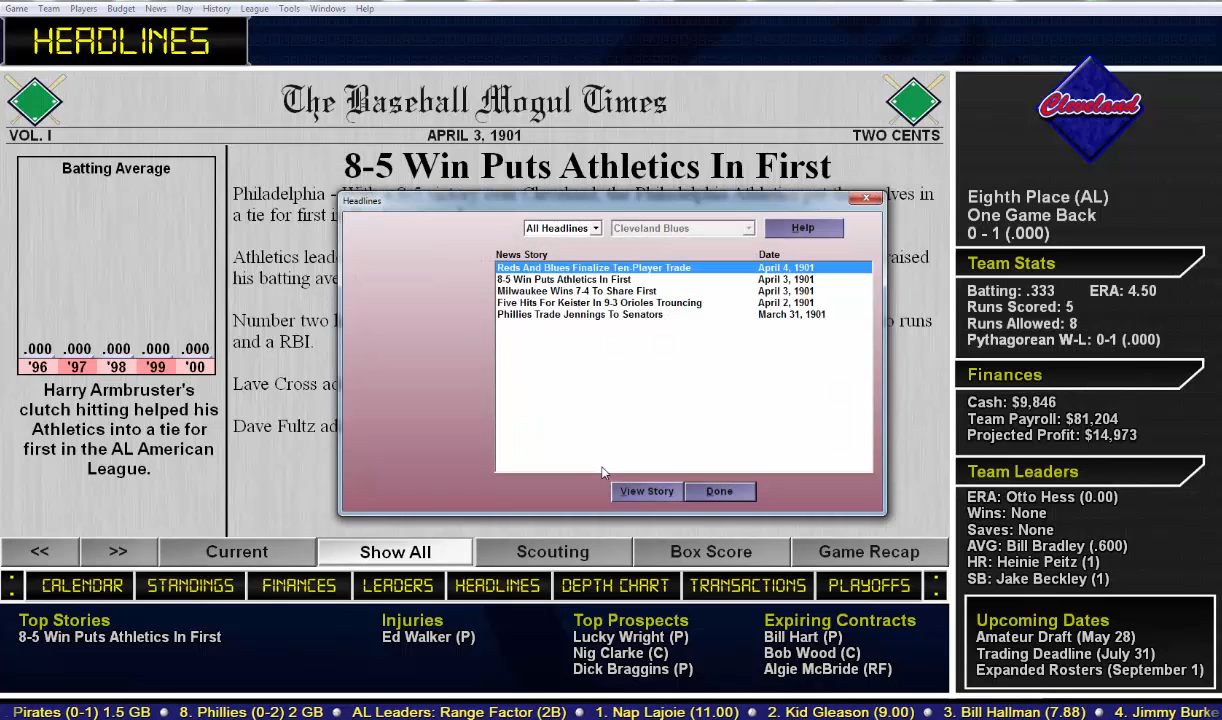 Game Team Players Budget News Play History League Tools Windows Help
HEADLINES
The Baseball Mogul Times
VOL. I
APRIL 3, 1901
TWO CENTS
Batting Average
.000 .000 .000 .000 .000
'96 '97 '98 '99 '00
Harry Armbruster's
clutch hitting helped his
Athletics into a tie for
first in the AL American
League.
8-5 Win Puts Athletics In First
Philadelphia -
a tie for first
Athletics
his batting
raised
Number two
runs
and a RBI.
Lave Cross
Dave Fultz
Headlines
All Headlines
Cleveland Blues
Help
News Story Date
Reds And Blues Finalize Ten-Player Trade April 4, 1901
8-5 Win Puts Athletics In First April 3, 1901
Milwaukee Wins 7-4 To Share First April 3, 1901
Five Hits For Keister In 9-3 Orioles Trouncing April 2, 1901
Phillies Trade Jennings To Senators March 31, 1901
View Story Done
Cleveland
Eighth Place (AL)
One Game Back
0 - 1 (.000)
Team Stats
Batting: .333 ERA: 4.50
Runs Scored: 5
Runs Allowed: 8
Pythagorean W-L: 0-1 (.000)
Finances
Cash: $9,846
Team Payroll: $81,204
Projected Profit: $14,973
Team Leaders
ERA: Otto Hess (0.00)
Wins: None
Saves: None
AVG: Bill Bradley (.600)
HR: Heinie Peitz (1)
SB: Jake Beckley (1)
<< >> Current Show All Scouting Box Score Game Recap
CALENDAR STANDINGS FINANCES LEADERS HEADLINES DEPTH CHART TRANSACTIONS PLAYOFFS
Top Stories
8-5 Win Puts Athletics In First
Injuries
Ed Walker (P)
Top Prospects
Lucky Wright (P)
Nig Clarke (C)
Dick Braggins (P)
Expiring Contracts
Bill Hart (P)
Bob Wood (C)
Algie McBride (RF)
Upcoming Dates
Amateur Draft (May 28)
Trading Deadline (July 31)
Expanded Rosters (September 1)
Pirates (0-1) 1.5 GB 8. Phillies (0-2) 2 GB AL Leaders: Range Factor (2B) 1. Nap Lajoie (11.00) 2. Kid Gleason (9.00) 3. Bill Hallman (7.88) 4. Jimmy Burke